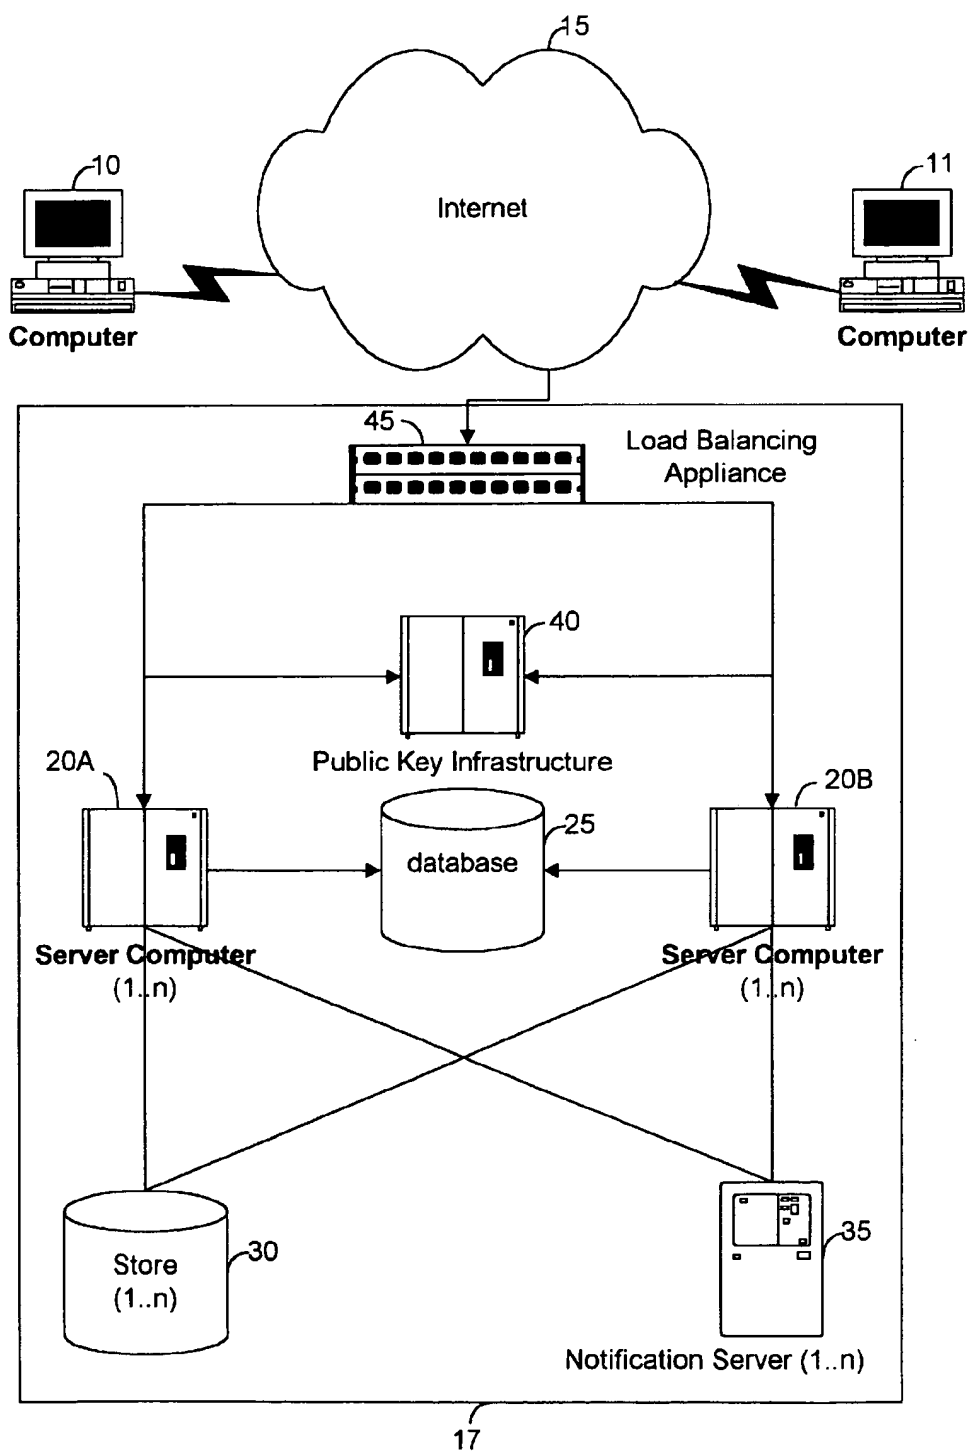 15
10
11
Internet
Computer
Computer
45
Load Balancing
Appliance
40
Public Key Infrastructure
20A
20B
25
database
Server Computer
(1..n)
Server Computer
(1..n)
30
Store
(1..n)
35
Notification Server (1..n)
17